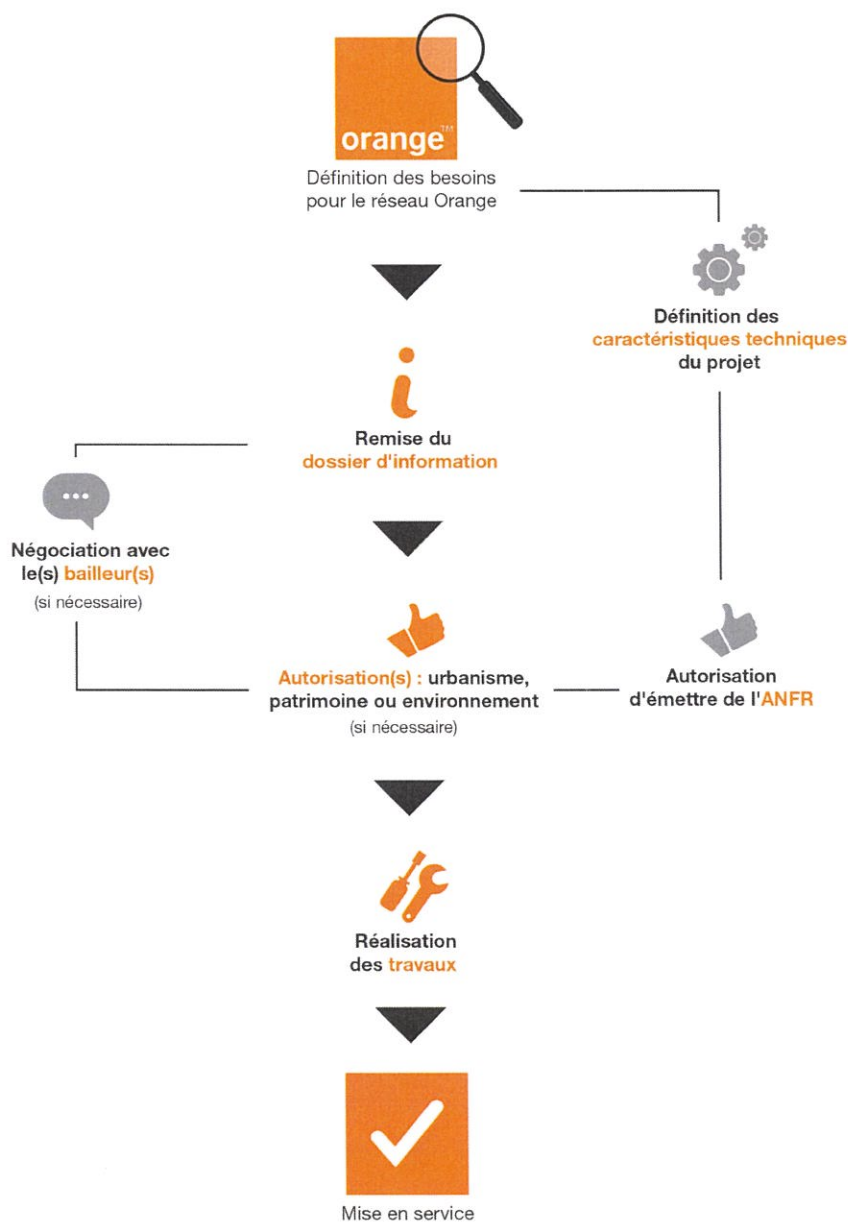 orange™
Définition des besoins
pour le réseau Orange
Définition des
caractéristiques techniques
du projet
Remise du
dossier d'information
Négociation avec
le(s) bailleur(s)
(si nécessaire)
Autorisation(s) : urbanisme,
patrimoine ou environnement
(si nécessaire)
Autorisation
d'émettre de l'ANFR
Réalisation
des travaux
Mise en service